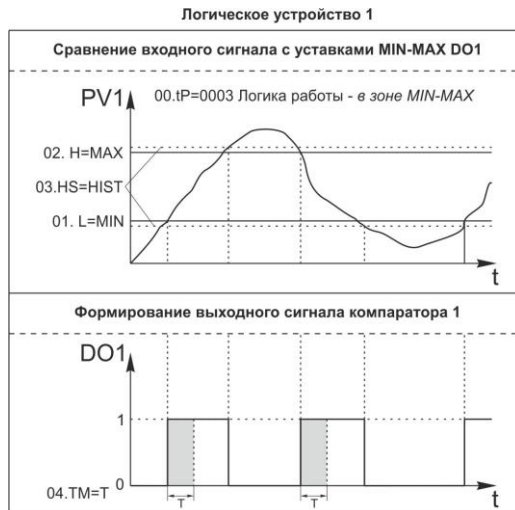 Логическое устройство 1
Сравнение входного сигнала с уставками MIN-MAX DO1
PV1
00.tP=0003 Логика работы - в зоне MIN-MAX
02. H=MAX
03.HS=HIST
01. L=MIN
t
Формирование выходного сигнала компаратора 1
DO1
1
0
04.TM=T
T
T
t